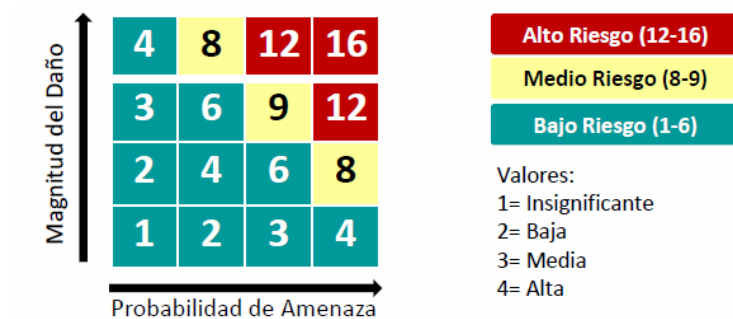 Magnitud del Daño
4 8 12 16
3 6 9 12
2 4 6 8
1 2 3 4
Probabilidad de Amenaza
Alto Riesgo (12-16)
Medio Riesgo (8-9)
Bajo Riesgo (1-6)
Valores:
1= Insignificante
2= Baja
3= Media
4= Alta